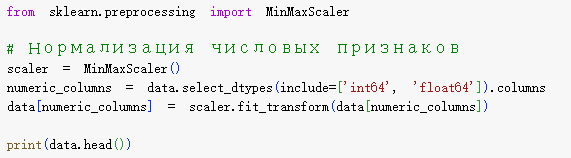 from sklearn.preprocessing import MinMaxScaler
# Нормализация числовых признаков
scaler = MinMaxScaler()
numeric_columns = data.select_dtypes(include=['int64', 'float64']).columns
data[numeric_columns] = scaler.fit_transform(data[numeric_columns])
print(data.head())